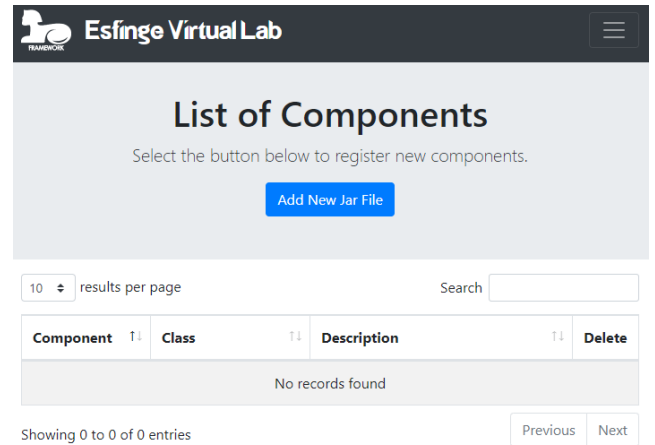 FRAMEWORK
Esfinge Virtual Lab
List of Components
Select the button below to register new components.
Add New Jar File
10 results per page
Search
Component Class Description Delete
No records found
Showing 0 to 0 of 0 entries
Previous Next